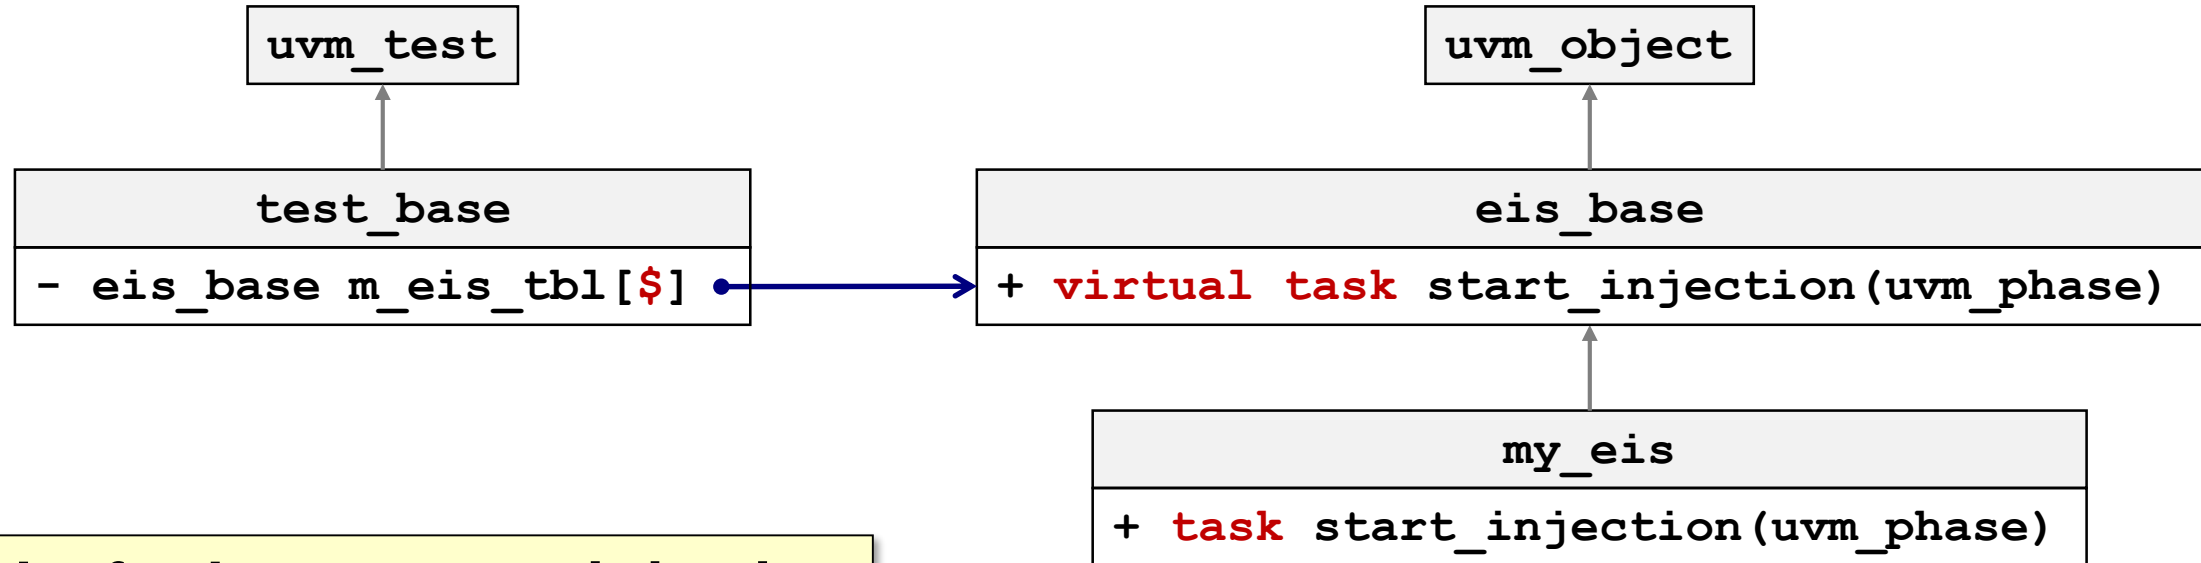 uvm_test
uvm_object
test_base
eis_base
- eis_base m_eis_tbl[$]
+ virtual task start_injection(uvm_phase)
my_eis
+ task start_injection(uvm_phase)